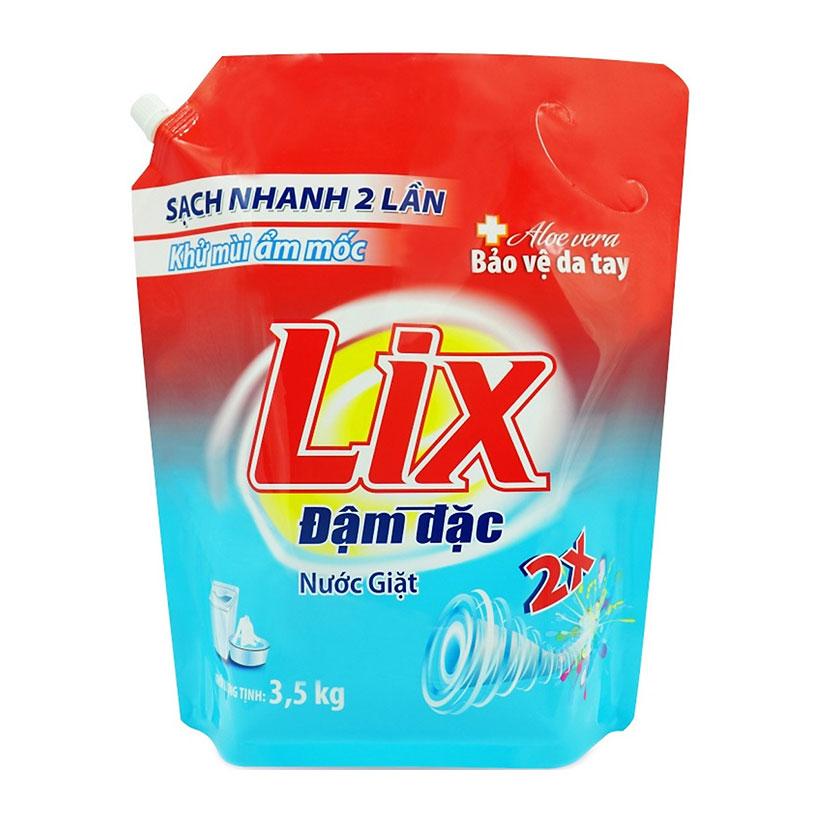 SẠCH NHANH 2 LẦN
Khử mùi ẩm mốc
Aloe vera
Bảo vệ da tay
Lix
Đậm đặc
2X
Nước Giặt
TỊNH: 3,5 kg